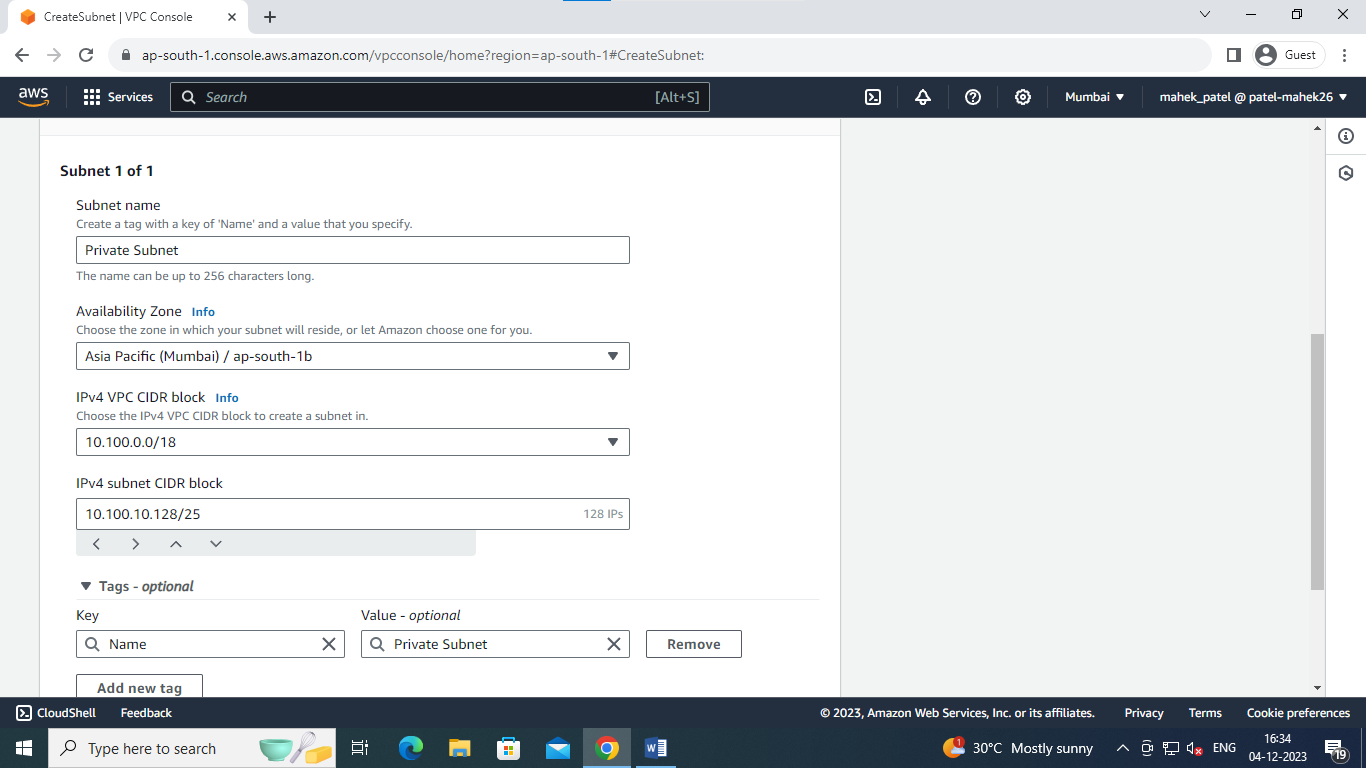 CreateSubnet | VPC Console
ap-south-1.console.aws.amazon.com/vpcconsole/home?region=ap-south-1#CreateSubnet:
Guest
aws
Services
Search
[Alt+S]
Mumbai
mahek_patel @ patel-mahek26
Subnet 1 of 1
Subnet name
Create a tag with a key of 'Name' and a value that you specify.
Private Subnet
The name can be up to 256 characters long.
Availability Zone Info
Choose the zone in which your subnet will reside, or let Amazon choose one for you.
Asia Pacific (Mumbai) / ap-south-1b
IPv4 VPC CIDR block Info
Choose the IPv4 VPC CIDR block to create a subnet in.
10.100.0.0/18
IPv4 subnet CIDR block
10.100.10.128/25
128 IPs
Tags - optional
Key
Value - optional
Name
Private Subnet
Remove
Add new tag
CloudShell
Feedback
© 2023, Amazon Web Services, Inc. or its affiliates.
Privacy
Terms
Cookie preferences
Type here to search
1
30°C Mostly sunny
ENG
16:34
04-12-2023
19